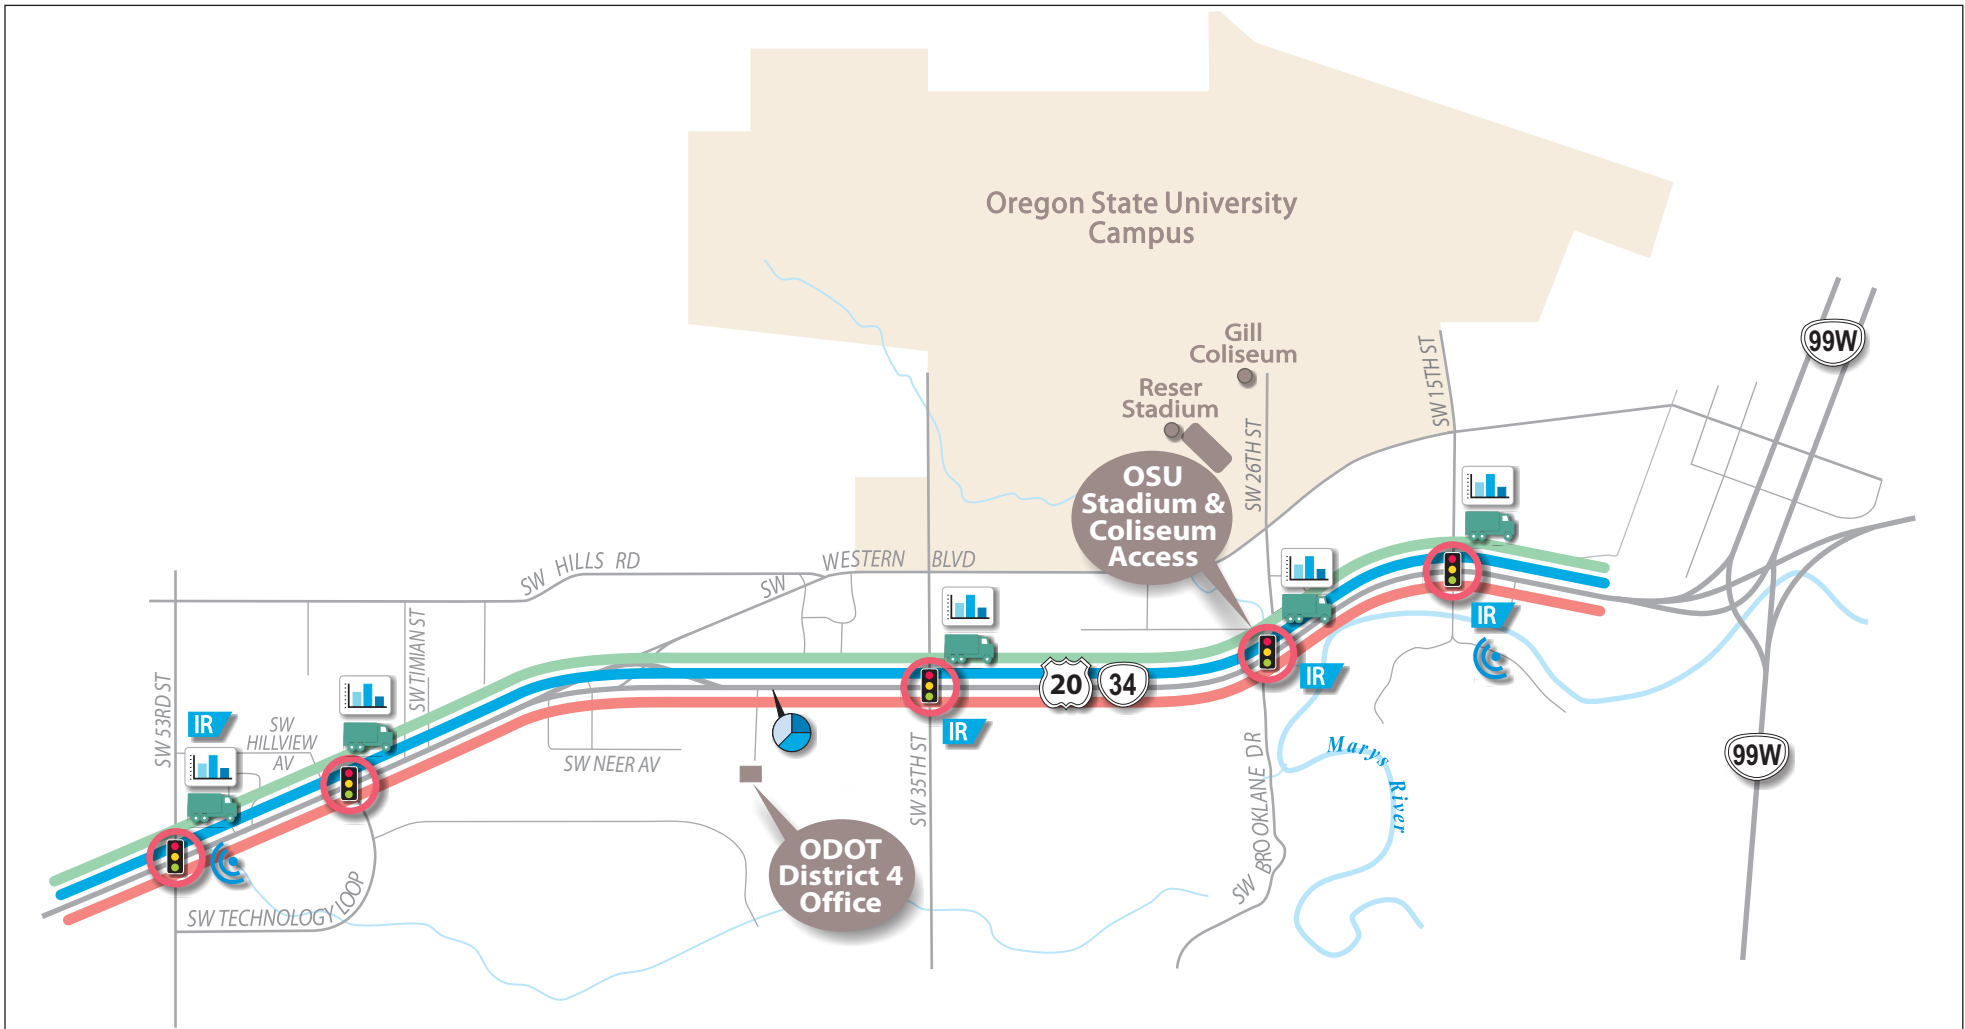 Oregon State University
Campus
Gill
Coliseum
Reser
Stadium
SW 15TH ST
99W
SW 26TH ST
OSU
Stadium &
Coliseum
Access
SW HILLS RD
SW
WESTERN BLVD
SW TIMIAN ST
IR
20
34
SW 53RD ST
IR
SW
HILLVIEW
AV
IR
IR
SW NEER AV
SW 35TH ST
SW BROOKLANE DR
Marys River
99W
ODOT
District 4
Office
SW TECHNOLOGY LOOP